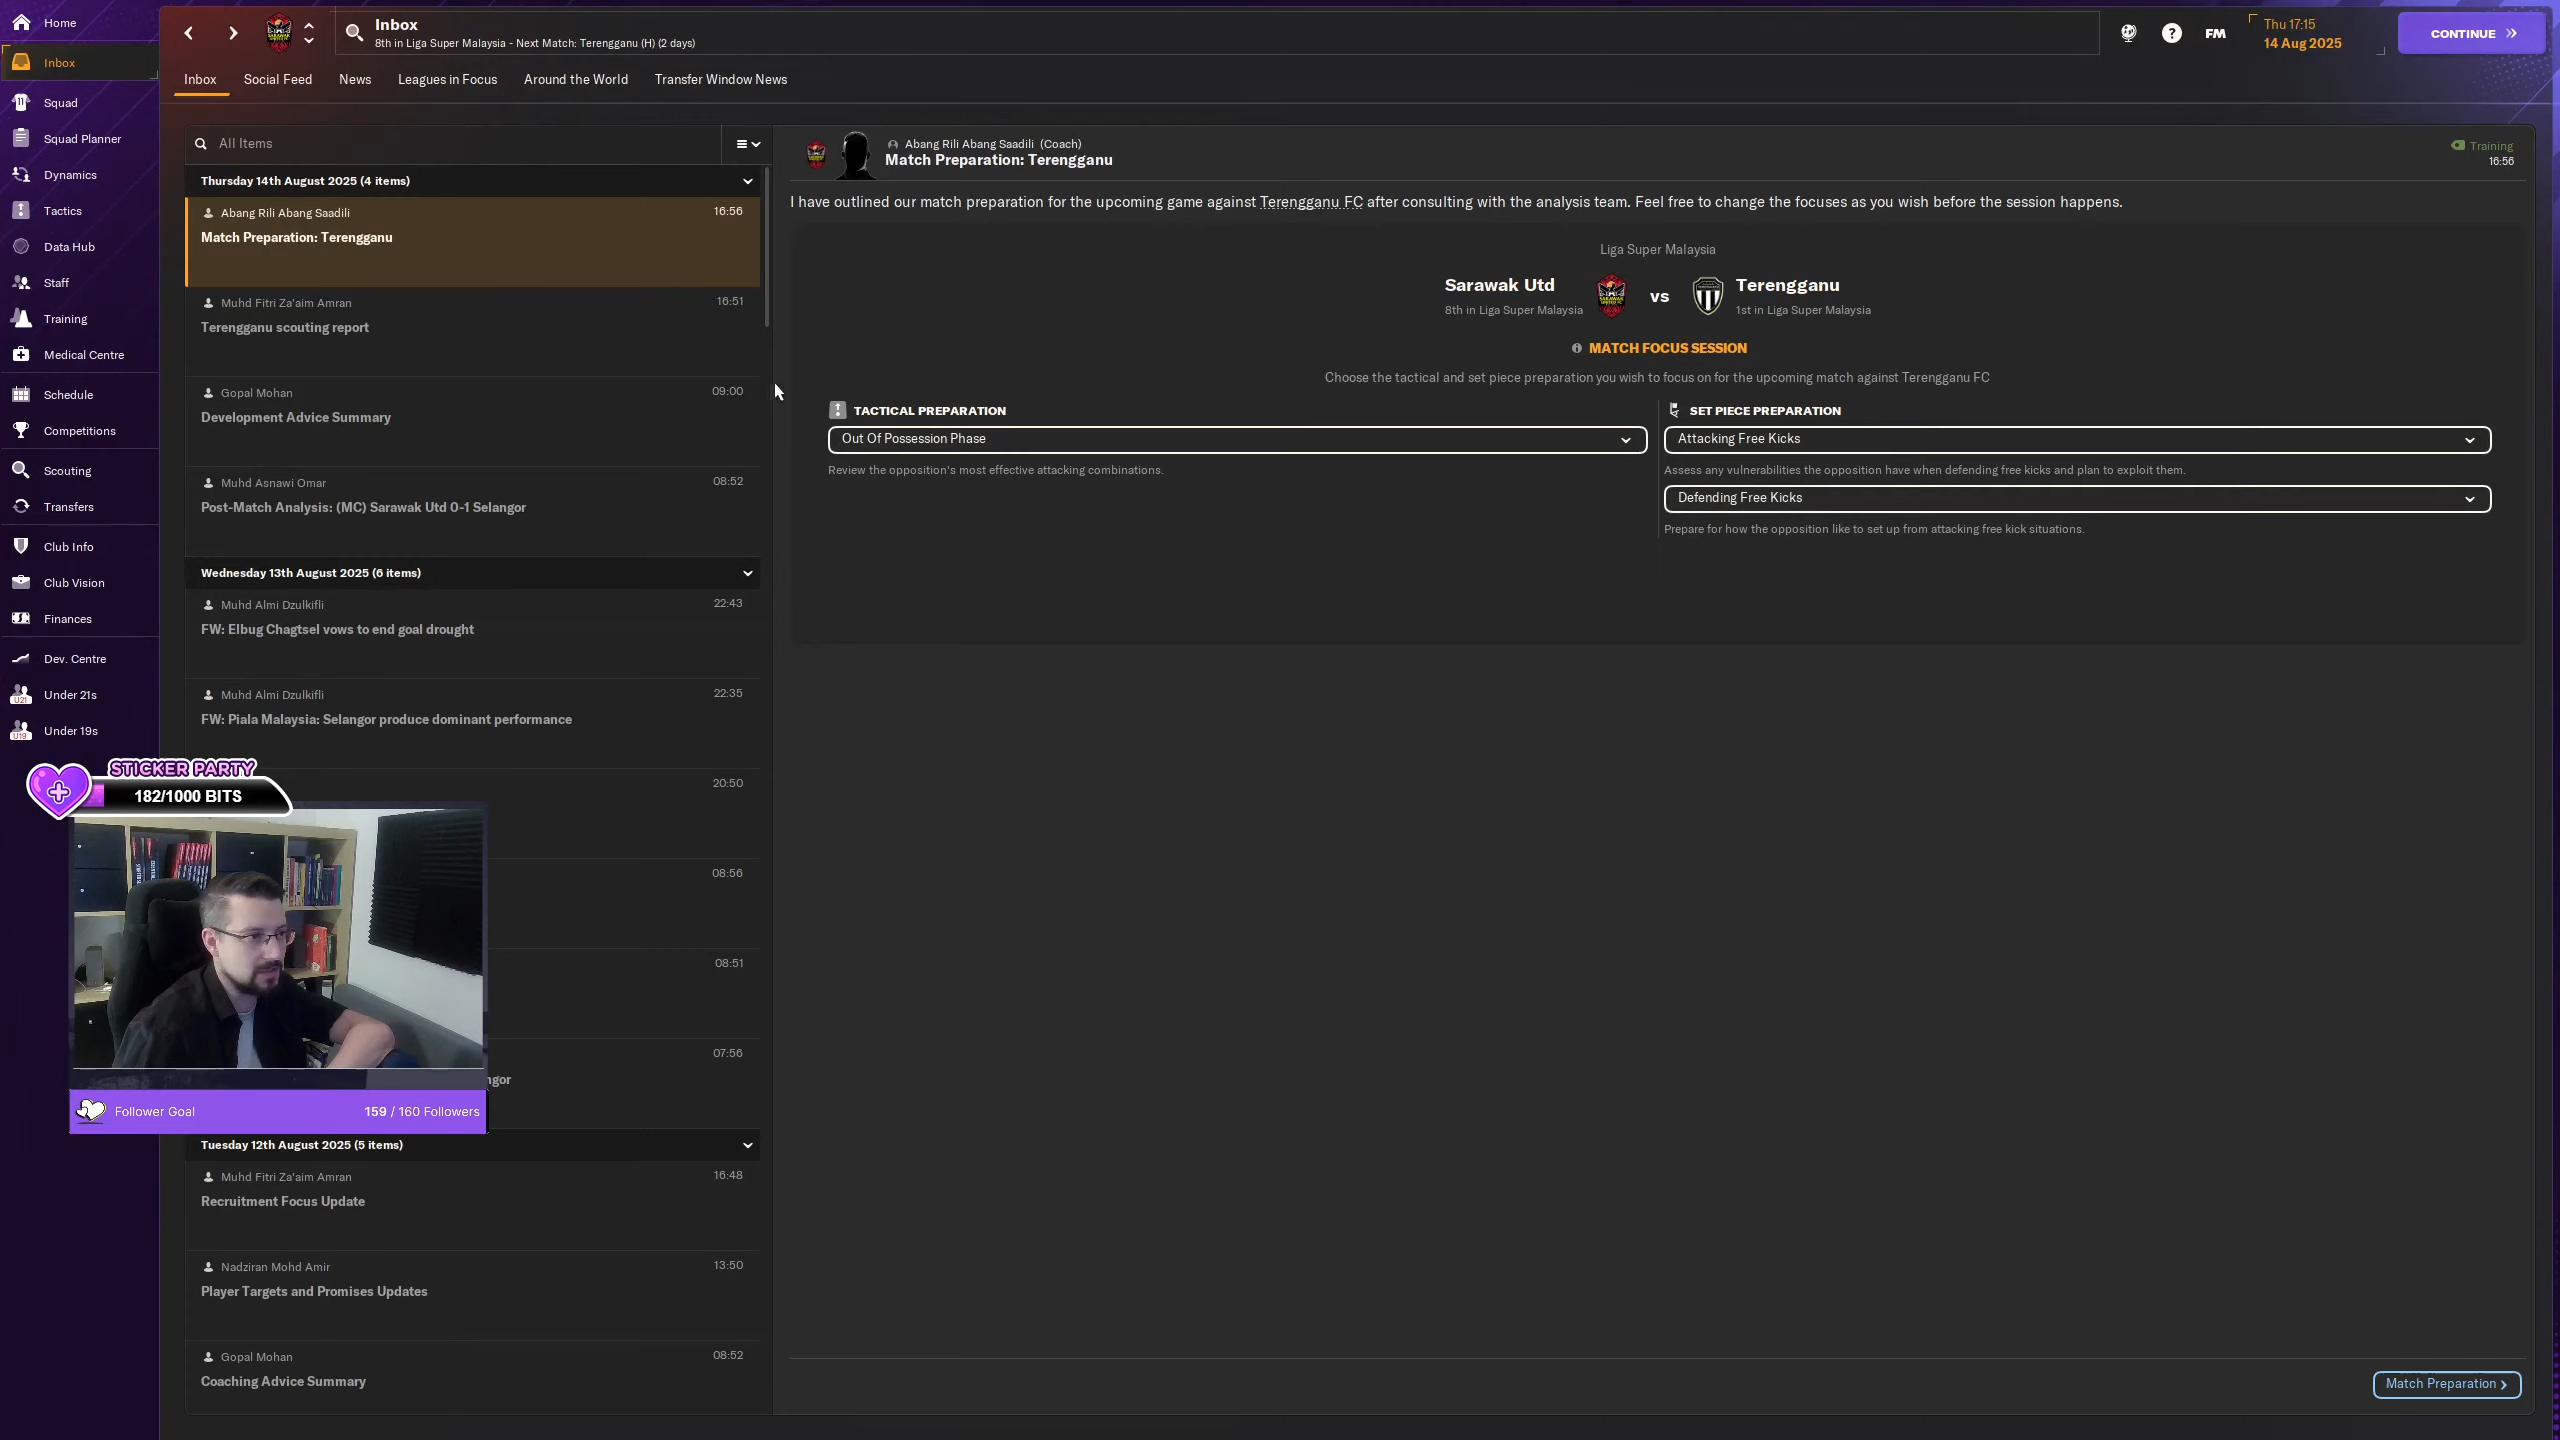 Home
Inbox
Squad
Squad Planner
Dynamics
Tactics
Data Hub
Staff
Training
Medical Centre
Schedule
Competitions
Scouting
Transfers
Club Info
Club Vision
Finances
Dev. Centre
U21
Under 21s
U19
Under 19s
Inbox
8th in Liga Super Malaysia - Next Match: Terengganu (H) (2 days)
FM
Thu 17:15
14 Aug 2025
CONTINUE
Inbox
Social Feed
News
Leagues in Focus
Around the World
Transfer Window News
All Items
Thursday 14th August 2025 (4 items)
Abang Rili Abang Saadili 16:56
Match Preparation: Terengganu
Muhd Fitri Za'aim Amran 16:51
Terengganu scouting report
Gopal Mohan 09:00
Development Advice Summary
Muhd Asnawi Omar 08:52
Post-Match Analysis: (MC) Sarawak Utd 0-1 Selangor
Wednesday 13th August 2025 (6 items)
Muhd Almi Dzulkifli 22:43
FW: Elbug Chagtsel vows to end goal drought
Muhd Almi Dzulkifli 22:35
FW: Piala Malaysia: Selangor produce dominant performance
20:50
08:56
08:51
07:56
ngor
Tuesday 12th August 2025 (5 items)
Muhd Fitri Za'aim Amran 16:48
Recruitment Focus Update
Nadziran Mohd Amir 13:50
Player Targets and Promises Updates
Gopal Mohan 08:52
Coaching Advice Summary
STICKER PARTY
182/1000 BITS
Follower Goal 159 / 160 Followers
Abang Rili Abang Saadili (Coach)
Match Preparation: Terengganu
Training
16:56
I have outlined our match preparation for the upcoming game against Terengganu FC after consulting with the analysis team. Feel free to change the focuses as you wish before the session happens.
Liga Super Malaysia
Sarawak Utd vs Terengganu
8th in Liga Super Malaysia 1st in Liga Super Malaysia
MATCH FOCUS SESSION
Choose the tactical and set piece preparation you wish to focus on for the upcoming match against Terengganu FC
TACTICAL PREPARATION
Out Of Possession Phase
Review the opposition's most effective attacking combinations.
SET PIECE PREPARATION
Attacking Free Kicks
Assess any vulnerabilities the opposition have when defending free kicks and plan to exploit them.
Defending Free Kicks
Prepare for how the opposition like to set up from attacking free kick situations.
Match Preparation